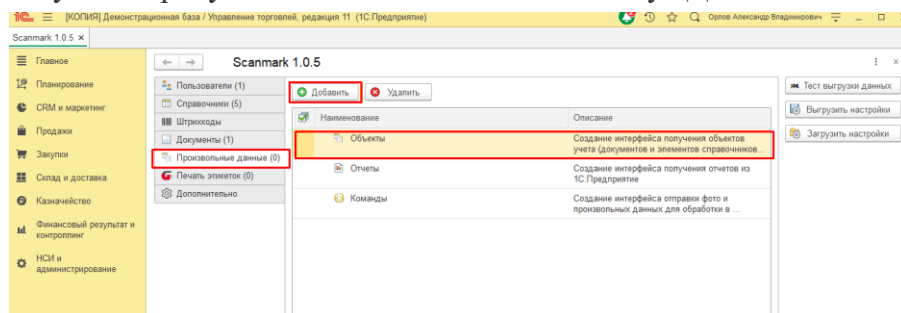 [КОПИЯ] Демонстрационная база / Управление торговлей, редакция 11 (1С:Предприятие)
Орлов Александр Владимирович
Scanmark 1.0.5 ×
Главное
Планирование
CRM и маркетинг
Продажи
Закупки
Склад и доставка
Казначейство
Финансовый результат и
контроллинг
НСИ и
администрирование
Scanmark 1.0.5
Пользователи (1)
Справочники (5)
Штрихкоды
Документы (1)
Произвольные данные (0)
Печать этикеток (0)
Дополнительно
Добавить
Удалить
Наименование
Описание
Объекты
Создание интерфейса получения объектов
учета (документов и элементов справочников...
Отчеты
Создание интерфейса получения отчетов из
1С:Предприятие
Команды
Создание интерфейса отправки фото и
произвольных данных для обработки в ...
Тест выгрузки данных
Выгрузить настройки
Загрузить настройки